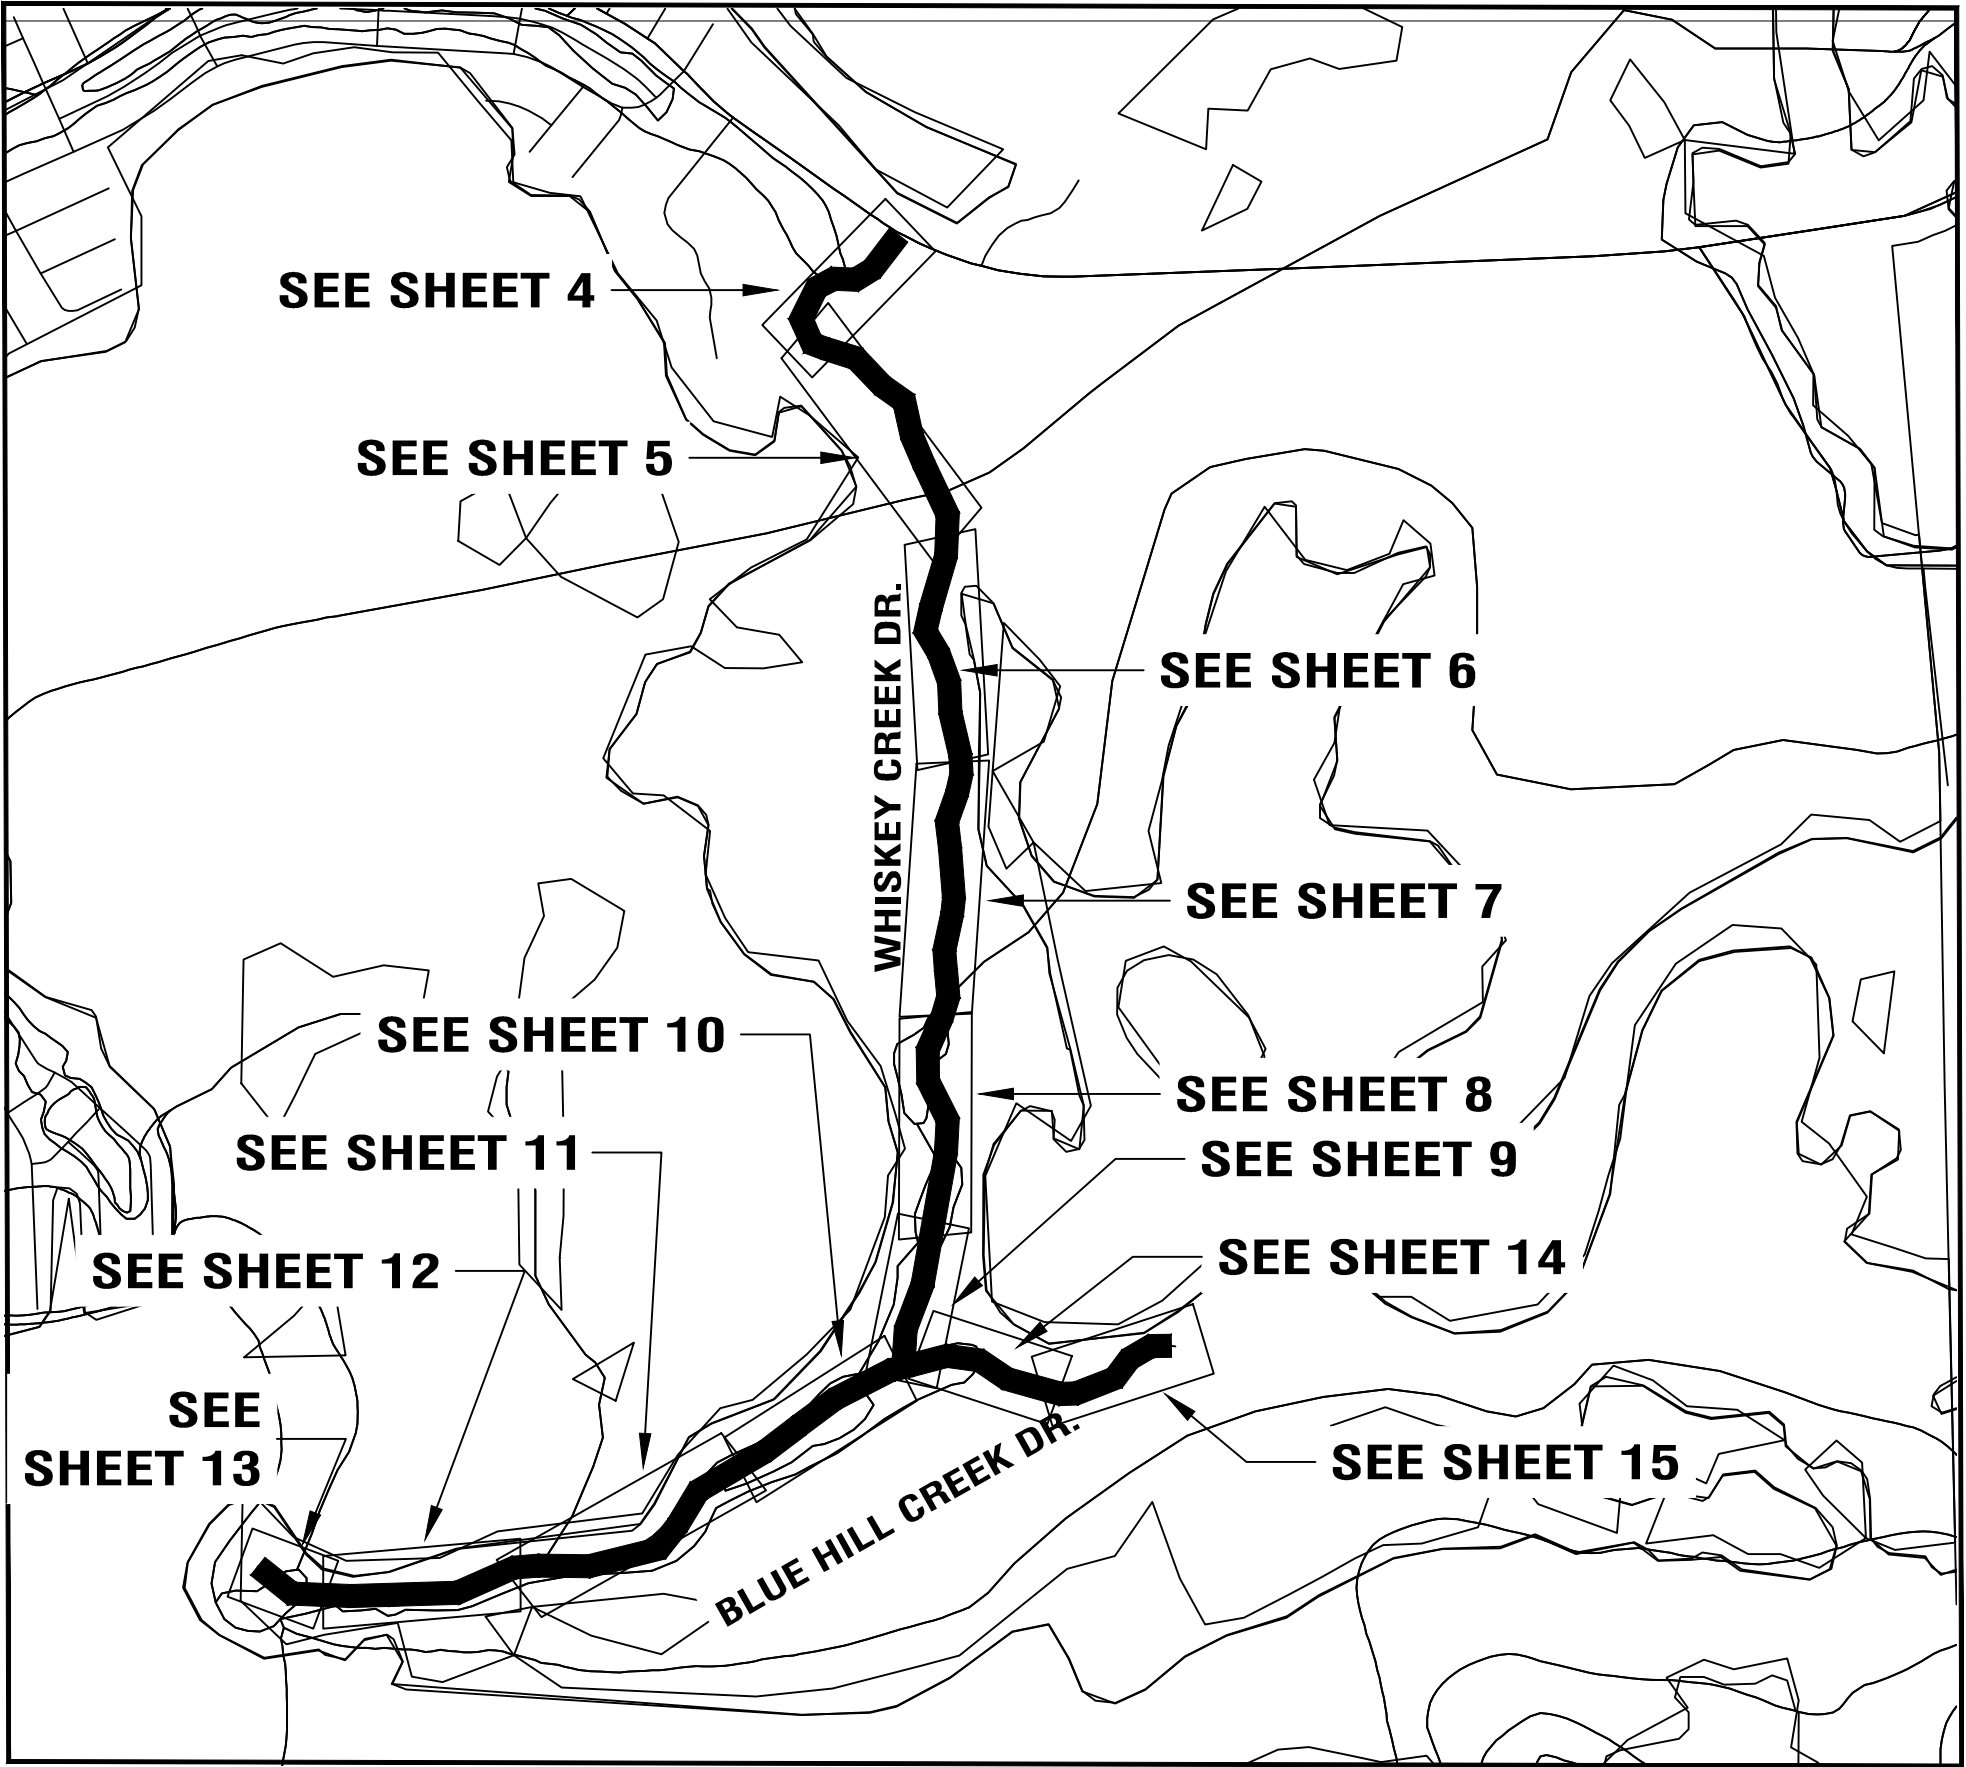 SEE SHEET 4
SEE SHEET 5
WHISKEY CREEK DR.
SEE SHEET 6
SEE SHEET 7
SEE SHEET 10
SEE SHEET 8
SEE SHEET 11
SEE SHEET 9
SEE SHEET 12
SEE SHEET 14
SEE
SHEET 13
SEE SHEET 15
BLUE HILL CREEK DR.